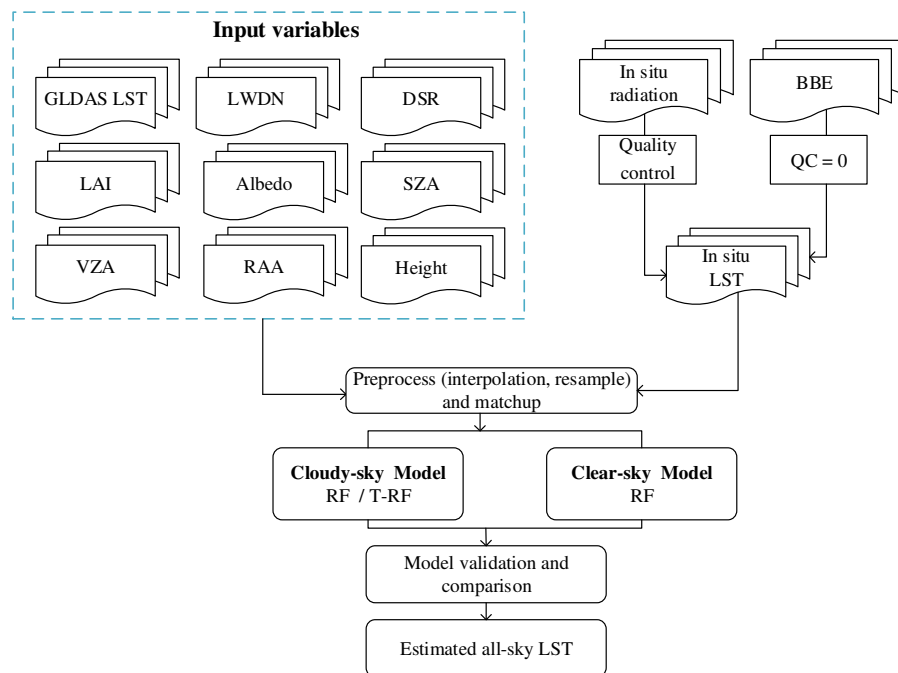 Input variables
GLDAS LST
LWDN
DSR
LAI
Albedo
SZA
VZA
RAA
Height
In situ
radiation
BBE
Quality
control
QC = 0
In situ
LST
Preprocess (interpolation, resample)
and matchup
Cloudy-sky Model
RF / T-RF
Clear-sky Model
RF
Model validation and
comparison
Estimated all-sky LST